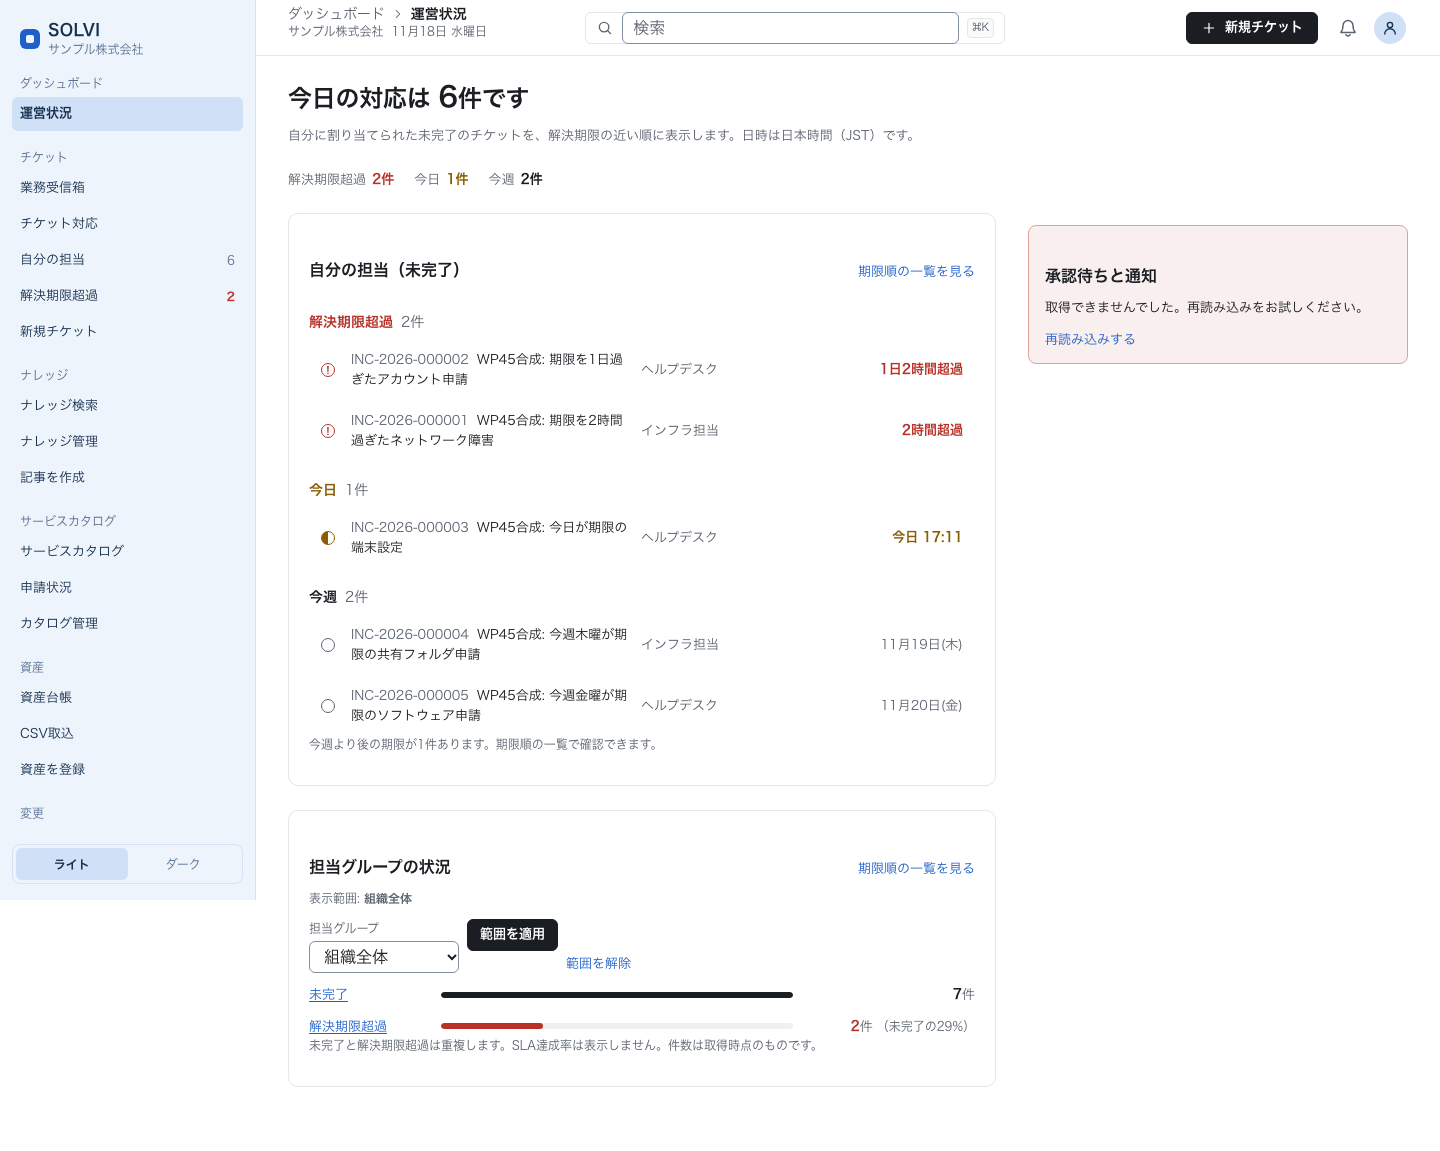 SOLVI
サンプル株式会社
ダッシュボード
運営状況
チケット
業務受信箱
チケット対応
自分の担当 6
解決期限超過 2
新規チケット
ナレッジ
ナレッジ検索
ナレッジ管理
記事を作成
サービスカタログ
サービスカタログ
申請状況
カタログ管理
資産
資産台帳
CSV取込
資産を登録
変更
ライト ダーク
ダッシュボード > 運営状況
サンプル株式会社 11月18日 水曜日
検索 ⌘K
+ 新規チケット
今日の対応は 6件です
自分に割り当てられた未完了のチケットを、解決期限の近い順に表示します。日時は日本時間（JST）です。
解決期限超過 2件 今日 1件 今週 2件
自分の担当（未完了） 期限順の一覧を見る
解決期限超過 2件
INC-2026-000002 WP45合成: 期限を1日過
ぎたアカウント申請
ヘルプデスク
1日2時間超過
INC-2026-000001 WP45合成: 期限を2時間
過ぎたネットワーク障害
インフラ担当
2時間超過
今日 1件
INC-2026-000003 WP45合成: 今日が期限の
端末設定
ヘルプデスク
今日 17:11
今週 2件
INC-2026-000004 WP45合成: 今週木曜が期
限の共有フォルダ申請
インフラ担当
11月19日(木)
INC-2026-000005 WP45合成: 今週金曜が期
限のソフトウェア申請
ヘルプデスク
11月20日(金)
今週より後の期限が1件あります。期限順の一覧で確認できます。
承認待ちと通知
取得できませんでした。再読み込みをお試しください。
再読み込みする
担当グループの状況 期限順の一覧を見る
表示範囲: 組織全体
担当グループ
組織全体
範囲を適用
範囲を解除
未完了 7件
解決期限超過 2件 （未完了の29%）
未完了と解決期限超過は重複します。SLA達成率は表示しません。件数は取得時点のものです。